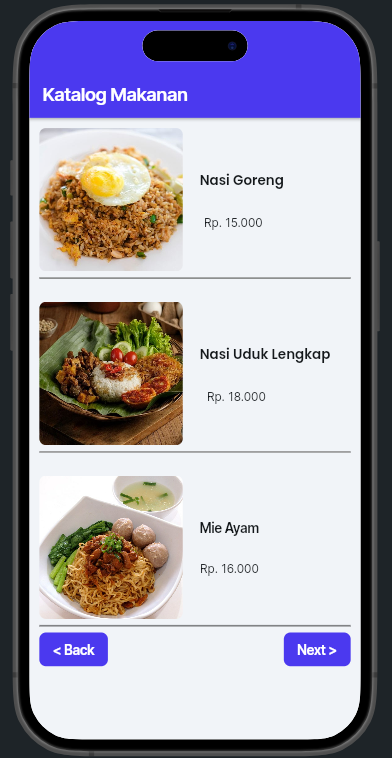 Katalog Makanan
Nasi Goreng
Rp. 15.000
Nasi Uduk Lengkap
Rp. 18.000
Mie Ayam
Rp. 16.000
< Back
Next >